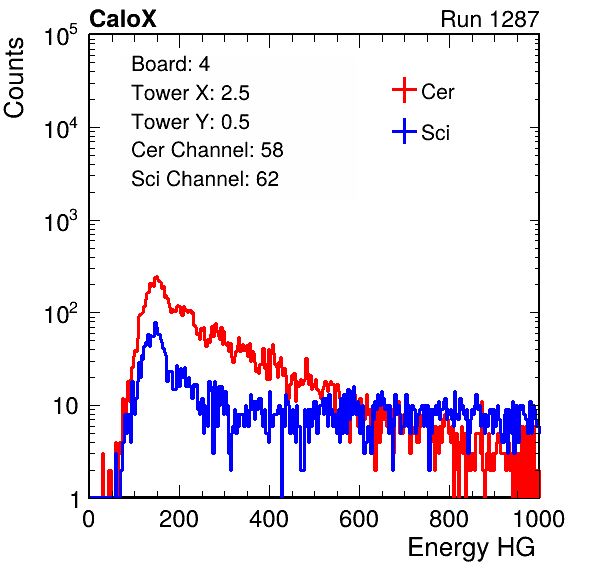 CaloX Run 1287
Counts
10^5
10^4
10^3
10^2
10
1
Board: 4
Tower X: 2.5
Tower Y: 0.5
Cer Channel: 58
Sci Channel: 62
Cer
Sci
0 200 400 600 800 1000
Energy HG